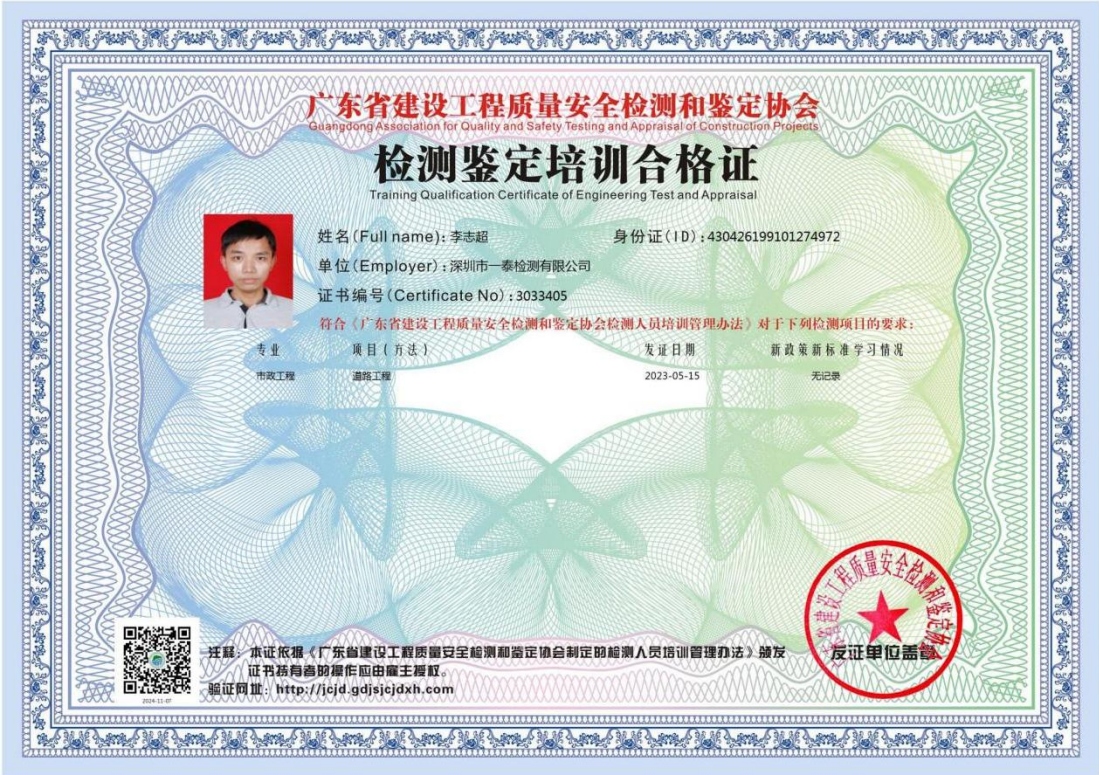 广东省建设工程质量安全检测和鉴定协会
Guangdong Association for Quality and Safety Testing and Appraisal of Construction Projects
检测鉴定培训合格证
Training Qualification Certificate of Engineering Test and Appraisal
姓名(Full name):李志超 身份证(ID):430426199101274972
单位(Employer):深圳市一泰检测有限公司
证书编号(Certificate No):3033405
符合《广东省建设工程质量安全检测和鉴定协会检测人员培训管理办法》对于下列检测项目的要求:
专业 项目(方法) 发证日期 新政策新标准学习情况
市政工程 道路工程 2023-05-15 无记录
广东省建设工程质量安全检测和鉴定协会
发证单位盖章
注释:本证依据《广东省建设工程质量安全检测和鉴定协会制定的检测人员培训管理办法》颁发
证书持有者的操作应由雇主授权。
验证网址:http://jcjd.gdjsjcjdxh.com
2024-11-07